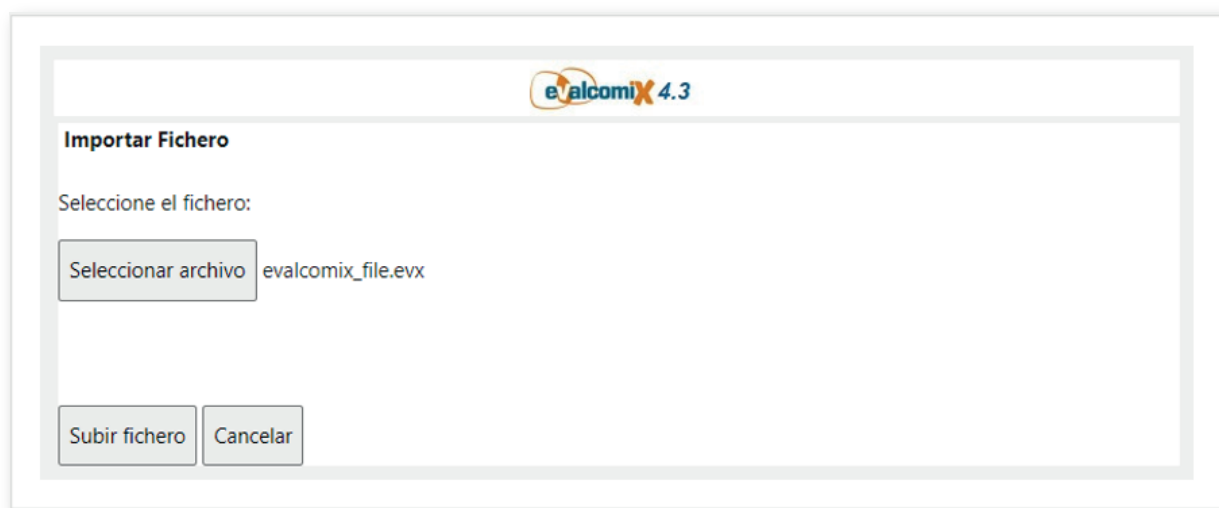 evalcomix 4.3
Importar Fichero
Seleccione el fichero:
Seleccionar archivo evalcomix_file.evx
Subir fichero Cancelar